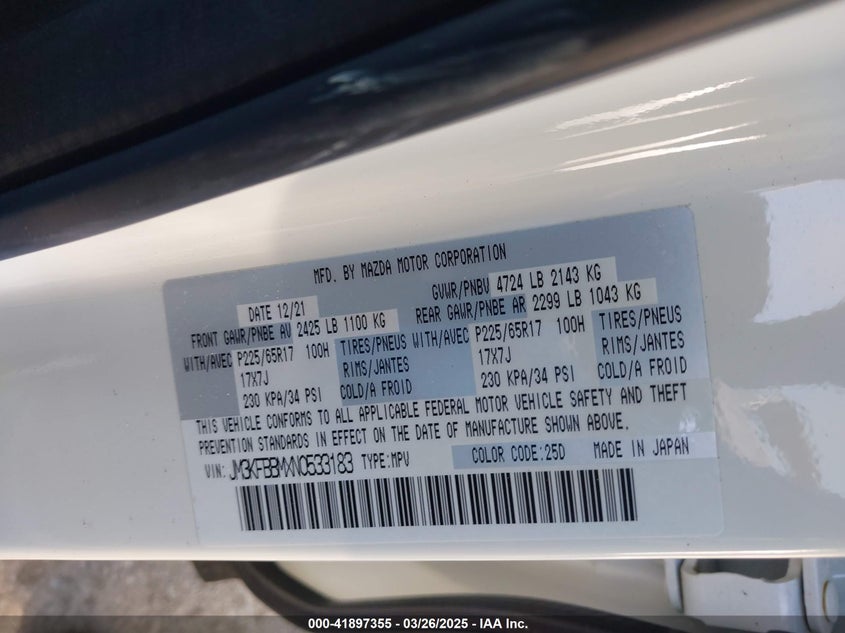 MFD. BY MAZDA MOTOR CORPORATION
DATE 12/21
GVWR/PNBV 4724 LB 2143 KG
FRONT GAWR/PNBE AV 2425 LB 1100 KG
REAR GAWR/PNBE AR 2299 LB 1043 KG
WITH/AVEC P225/65R17 100H TIRES/PNEUS
17X7J RIMS/JANTES
230 KPA/34 PSI COLD/A FROID
WITH/AVEC P225/65R17 100H TIRES/PNEUS
17X7J RIMS/JANTES
230 KPA/34 PSI COLD/A FROID
THIS VEHICLE CONFORMS TO ALL APPLICABLE FEDERAL MOTOR VEHICLE SAFETY AND THEFT
PREVENTION STANDARDS IN EFFECT ON THE DATE OF MANUFACTURE SHOWN ABOVE.
VIN: JM3KFBBMXN0533183 TYPE:MPV COLOR CODE:25D MADE IN JAPAN
000-41897355 | 03/26/2025 - IAA Inc.